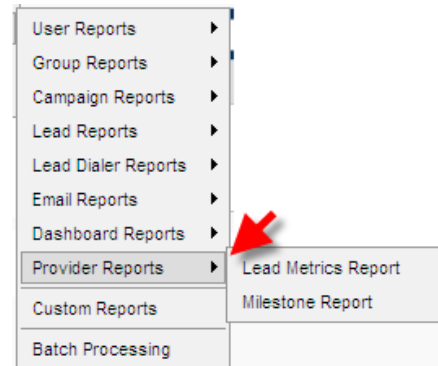 User Reports
Group Reports
Campaign Reports
Lead Reports
Lead Dialer Reports
Email Reports
Dashboard Reports
Provider Reports
Lead Metrics Report
Milestone Report
Custom Reports
Batch Processing